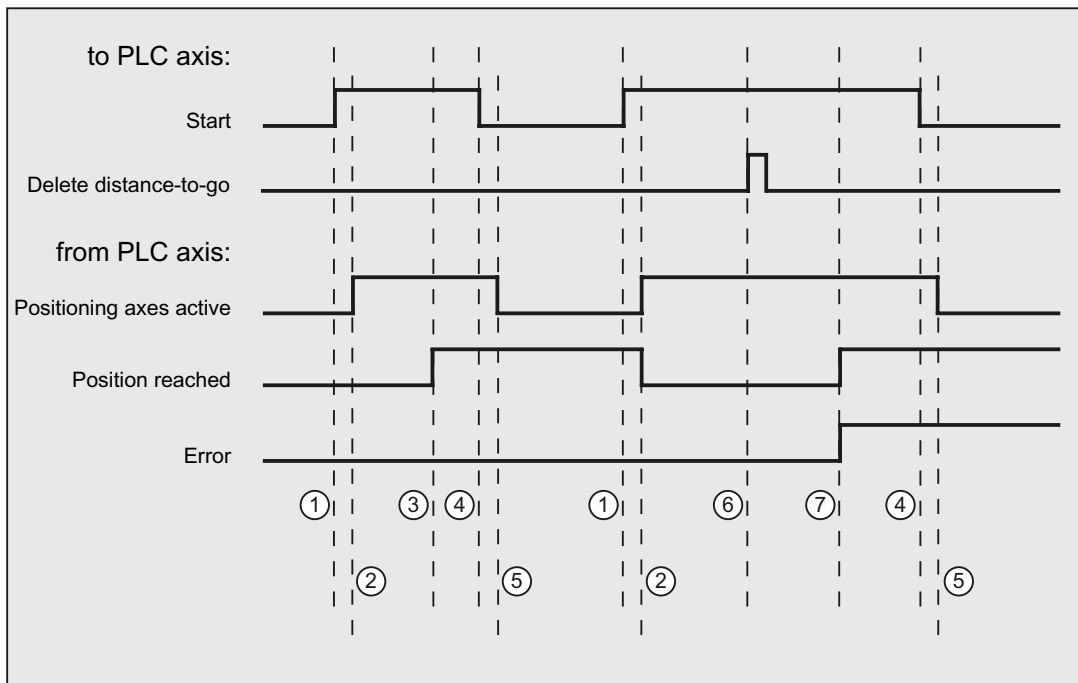 to PLC axis:
Start
Delete distance-to-go
from PLC axis:
Positioning axes active
Position reached
Error
1 3 4 1 6 7 4
2 5 2 5